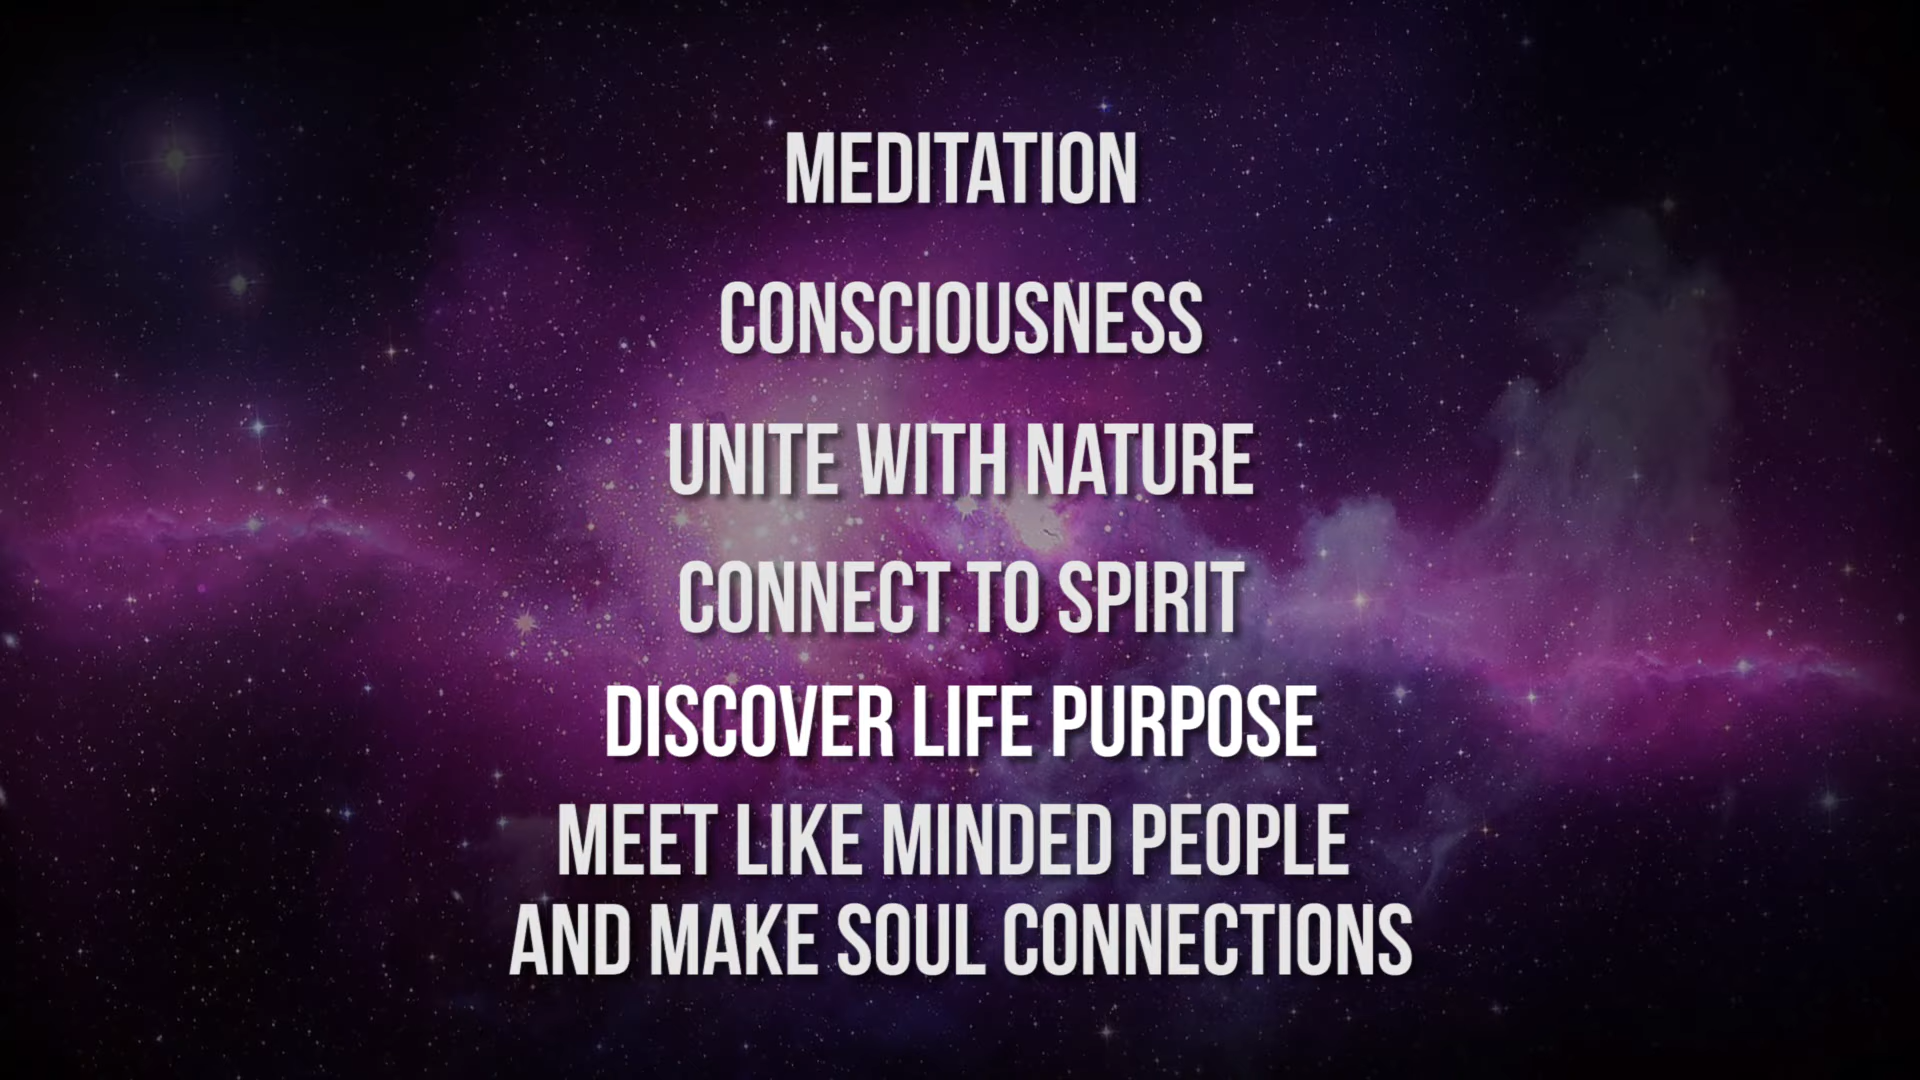 MEDITATION
CONSCIOUSNESS
UNITE WITH NATURE
CONNECT TO SPIRIT
DISCOVER LIFE PURPOSE
MEET LIKE MINDED PEOPLE
AND MAKE SOUL CONNECTIONS